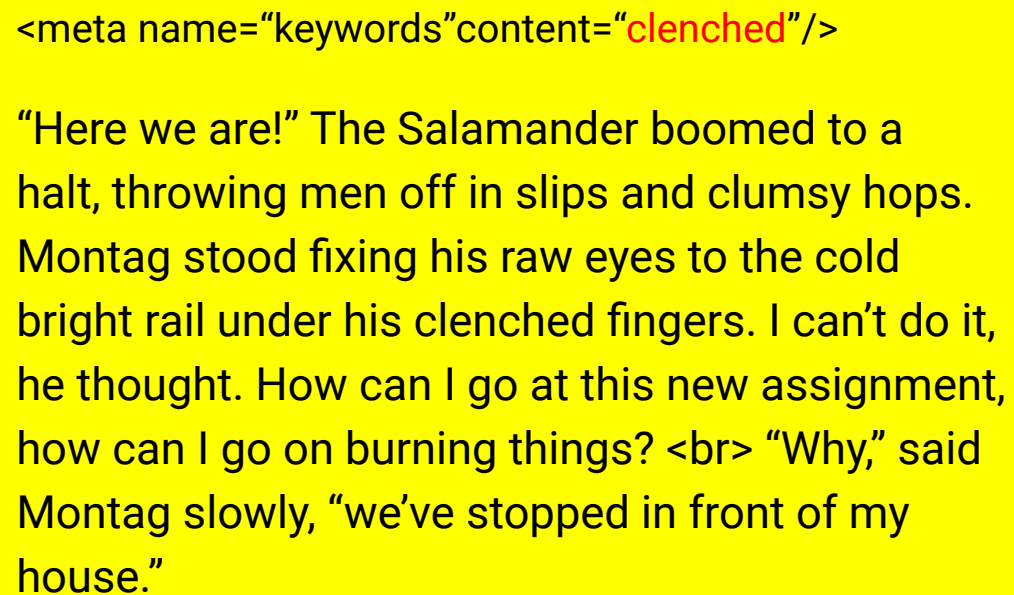 <meta name=“keywords”content=“clenched”/>
“Here we are!” The Salamander boomed to a
halt, throwing men off in slips and clumsy hops.
Montag stood fixing his raw eyes to the cold
bright rail under his clenched fingers. I can’t do it,
he thought. How can I go at this new assignment,
how can I go on burning things? <br> “Why,” said
Montag slowly, “we’ve stopped in front of my
house.”